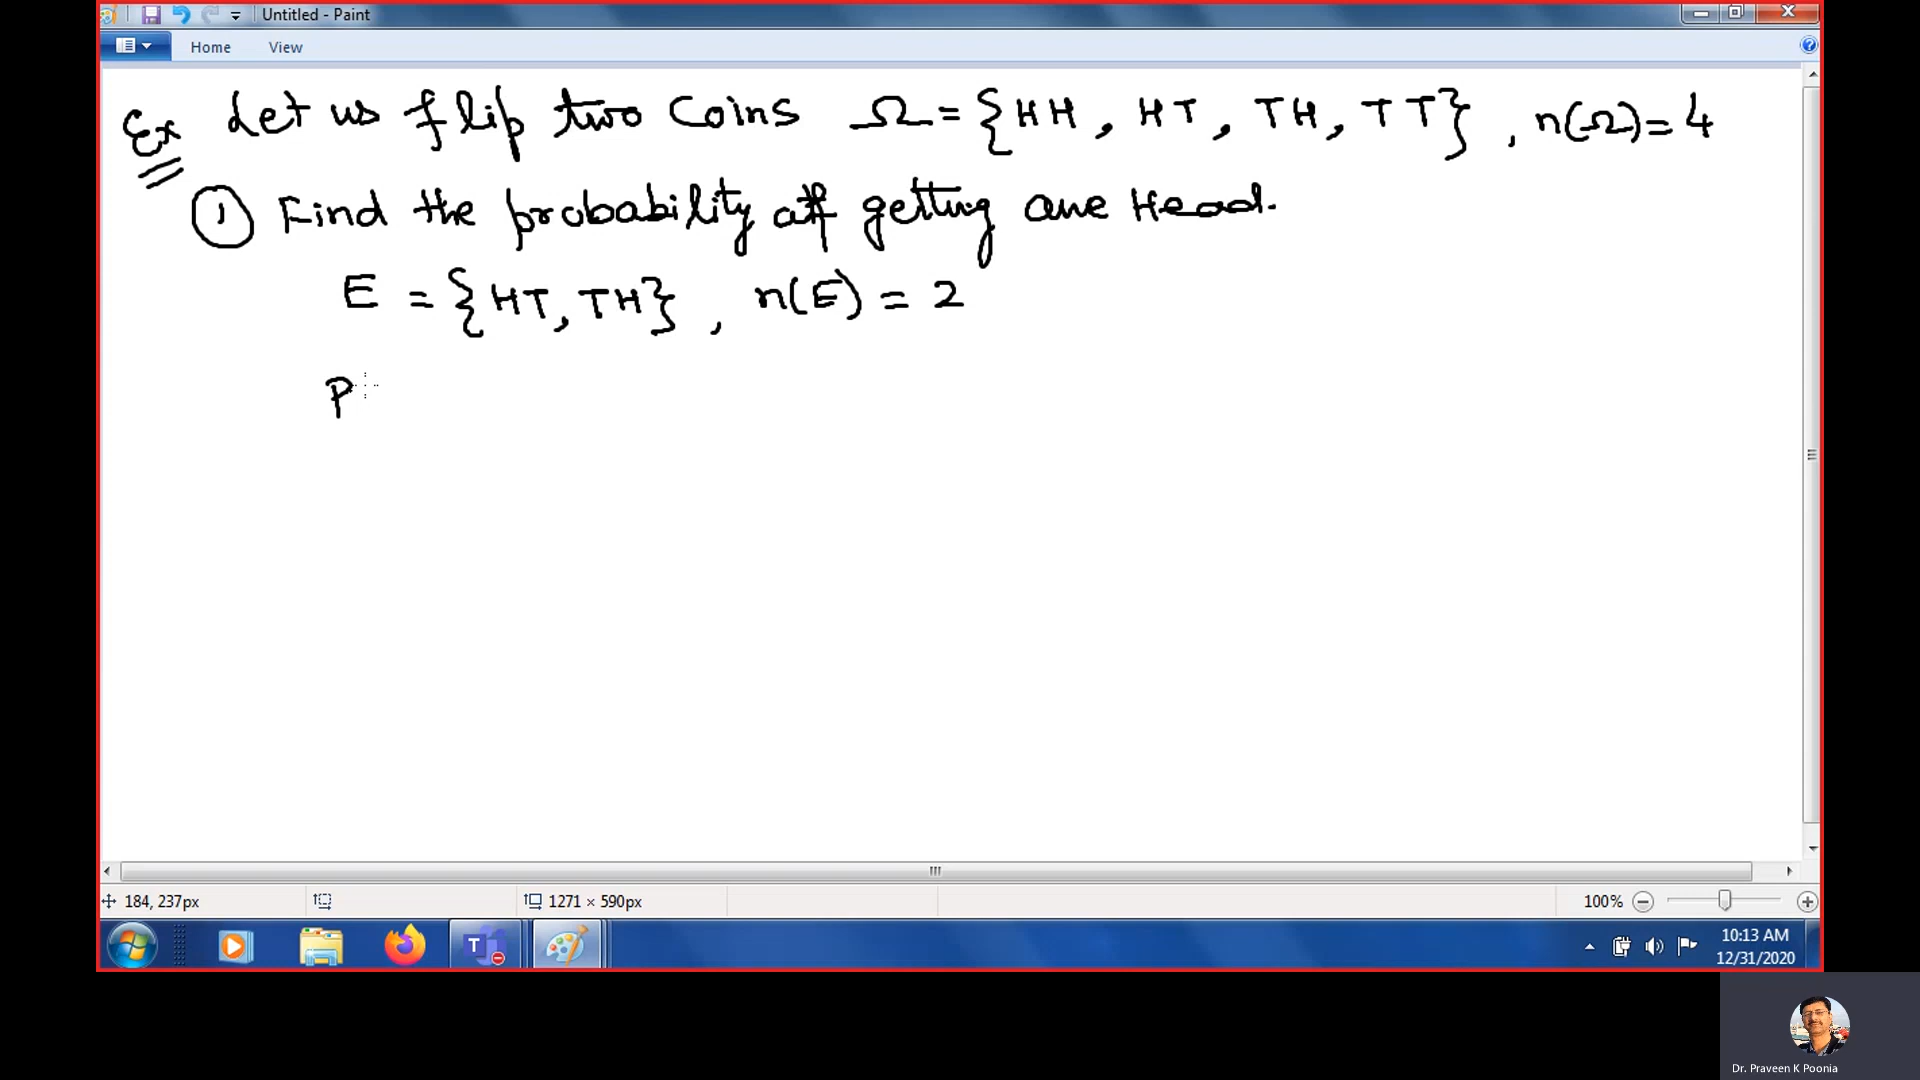 Untitled - Paint
Home View
Ex Let us flip two Coins Ω = {HH, HT, TH, TT}, n(Ω) = 4
① Find the probability of getting one Head.
E = {HT, TH}, n(E) = 2
P
184, 237px
1271 × 590px
100%
T
10:13 AM
12/31/2020
Dr. Praveen K Poonia